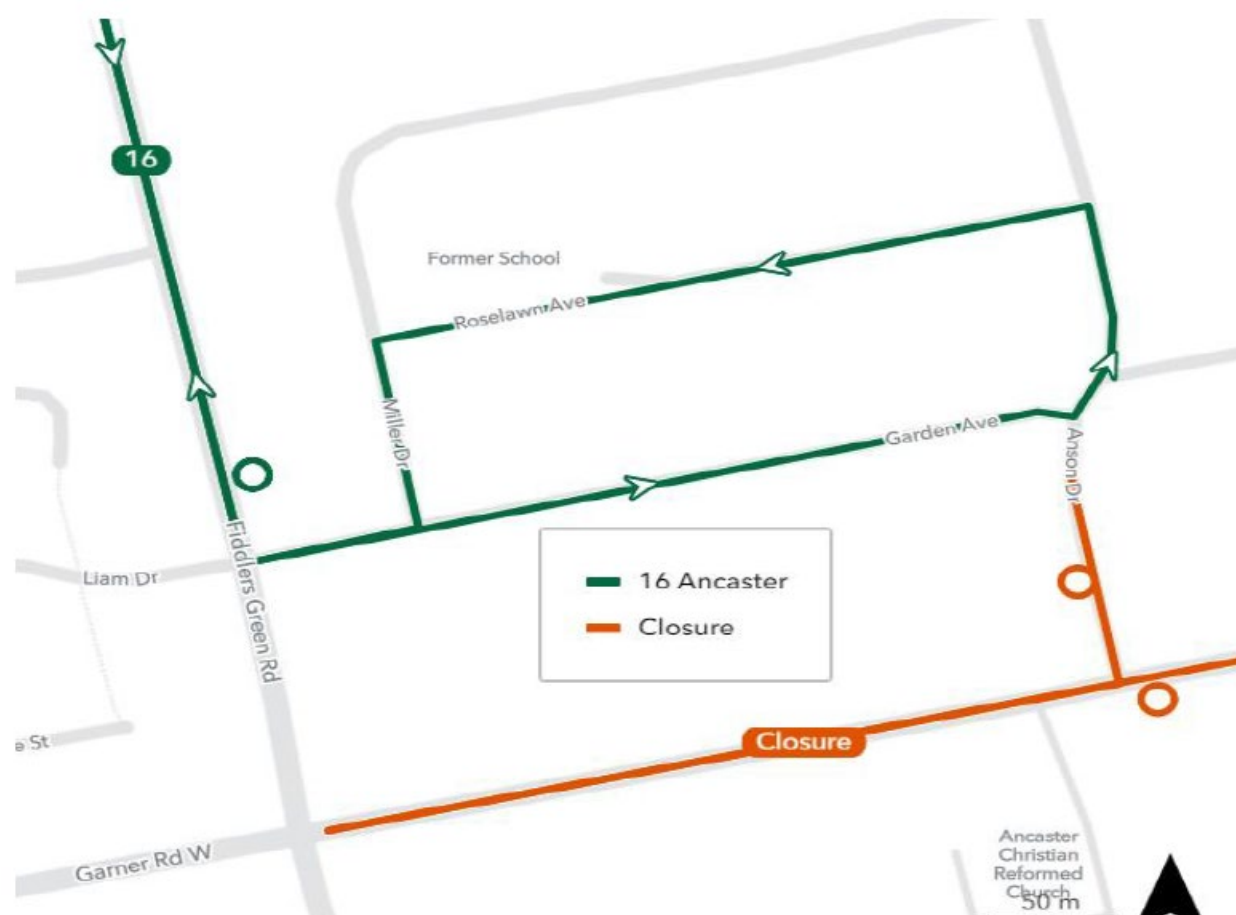 16
Former School
Roselawn Ave
Miller Dr
Garden Ave
Anson Dr
Fiddlers Green Rd
Liam Dr
16 Ancaster
Closure
e St
Closure
Garner Rd W
Ancaster
Christian
Reformed
Church
50 m